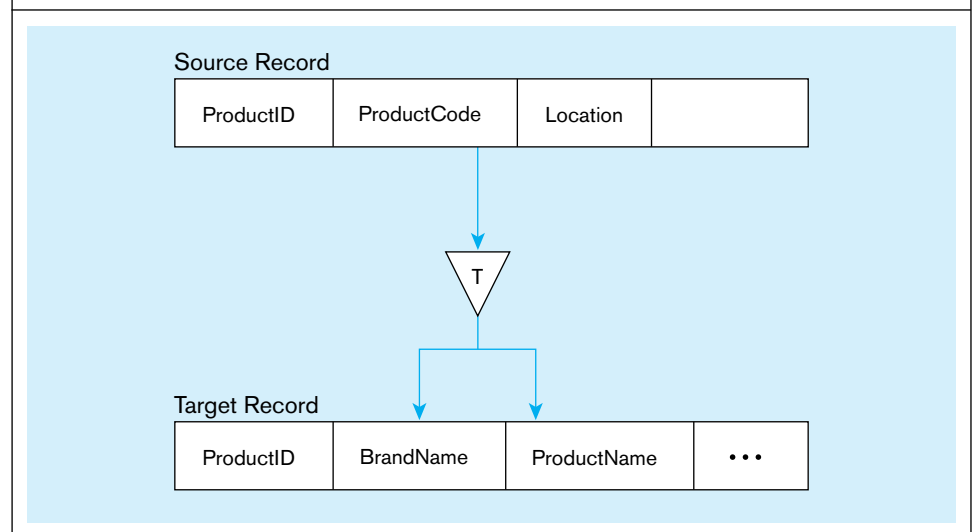 Source Record
ProductID ProductCode Location
T
Target Record
ProductID BrandName ProductName •••